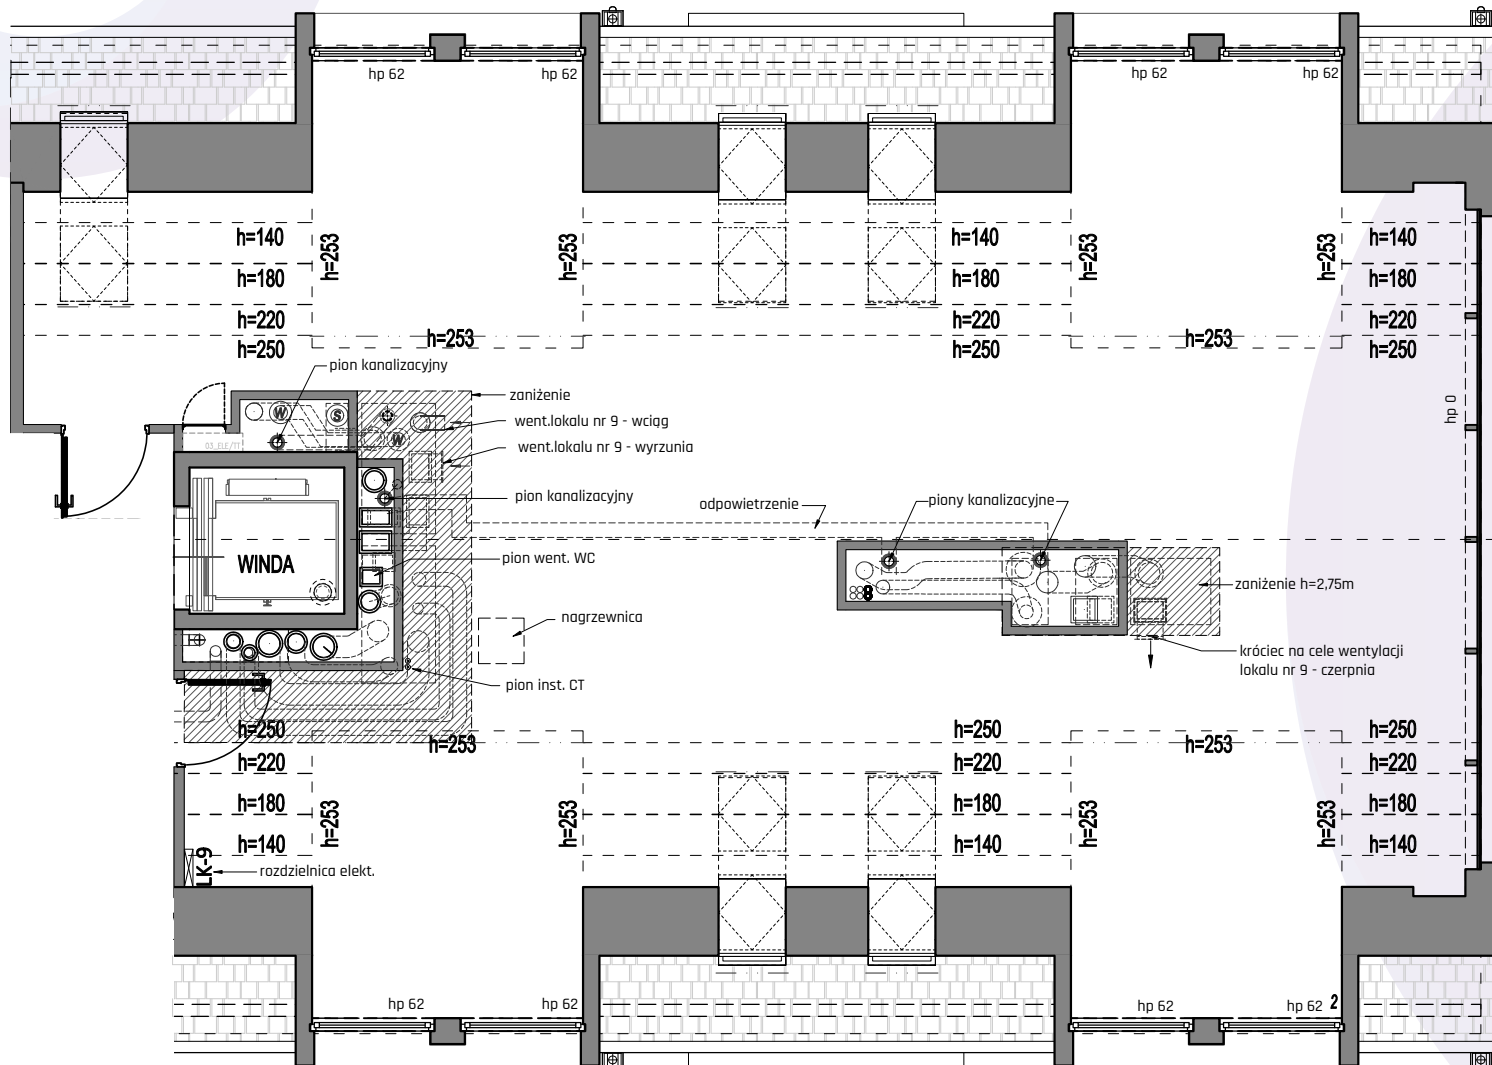 hp 62
hp 62
hp 62
hp 62
h=140
h=180
h=220
h=250
h=253
h=253
h=253
h=140
h=180
h=220
h=250
h=253
h=253
h=253
h=140
h=180
h=220
h=250
hp 0
pion kanalizacyjny
zaniżenie
went.lokalu nr 9 - wciąg
went.lokalu nr 9 - wyrzunia
W
S
W
03_ELE/TT
pion kanalizacyjny
odpowietrzenie
piony kanalizacyjne
WINDA
pion went. WC
8
zaniżenie h=2,75m
nagrzewnica
króciec na cele wentylacji
lokalu nr 9 - czerpnia
pion inst. CT
h=250
h=220
h=180
h=140
h=253
h=253
h=253
h=250
h=220
h=180
h=140
h=253
h=253
h=253
h=250
h=220
h=180
h=140
LK-9
rozdzielnica elekt.
hp 62
hp 62
hp 62
hp 62 2